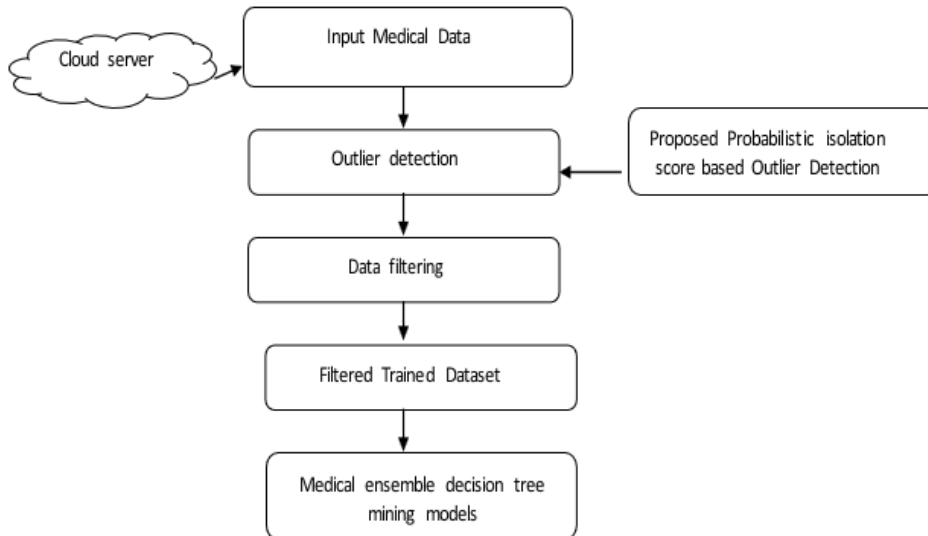 Input Medical Data
Cloud server
Outlier detection
Proposed Probabilistic isolation
score based Outlier Detection
Data filtering
Filtered Trained Dataset
Medical ensemble decision tree
mining models